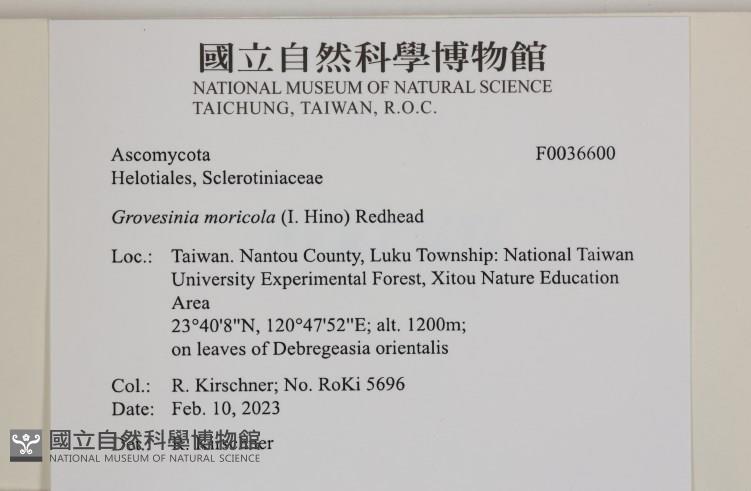 國立自然科學博物館
NATIONAL MUSEUM OF NATURAL SCIENCE
TAICHUNG, TAIWAN, R.O.C.
Ascomycota F0036600
Helotiales, Sclerotiniaceae
Grovesinia moricola (I. Hino) Redhead
Loc.: Taiwan. Nantou County, Luku Township: National Taiwan
University Experimental Forest, Xitou Nature Education
Area
23°40'8"N, 120°47'52"E; alt. 1200m;
on leaves of Debregeasia orientalis
Col.: R. Kirschner; No. RoKi 5696
Date: Feb. 10, 2023
Det.: R. Kirschner
國立自然科學博物館
NATIONAL MUSEUM OF NATURAL SCIENCE